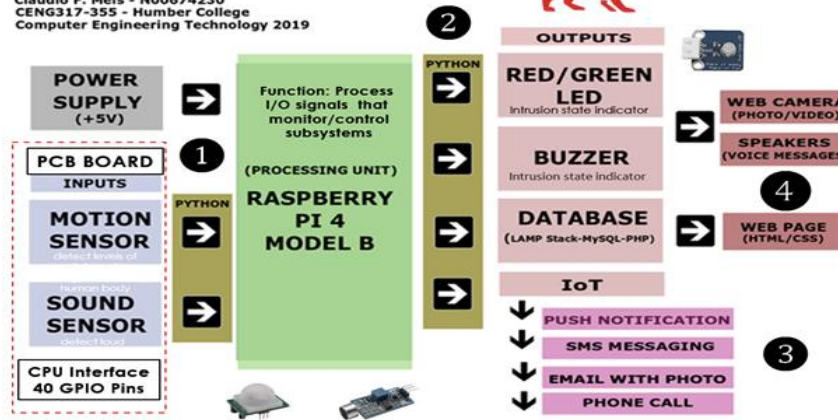 CENG317-355 - Humber College
Computer Engineering Technology 2019
POWER
SUPPLY
(+5V)
1
PCB BOARD
INPUTS
MOTION
SENSOR
detect levels of
human body
SOUND
SENSOR
detect loud
CPU Interface
40 GPIO Pins
PYTHON
Function: Process
I/O signals that
monitor/control
subsystems
(PROCESSING UNIT)
RASPBERRY
PI 4
MODEL B
2
PYTHON
OUTPUTS
RED/GREEN
LED
Intrusion state indicator
BUZZER
Intrusion state indicator
DATABASE
(LAMP Stack-MySQL-PHP)
IoT
PUSH NOTIFICATION
SMS MESSAGING
EMAIL WITH PHOTO
PHONE CALL
3
WEB CAMERA
(PHOTO/VIDEO)
SPEAKERS
(VOICE MESSAGES
4
WEB PAGE
(HTML/CSS)